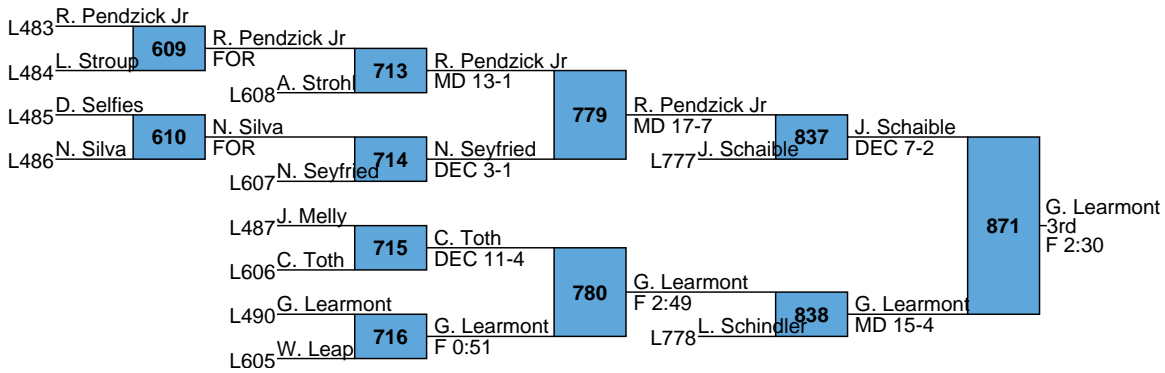 R. Pendzick Jr
L483
609
R. Pendzick Jr
FOR
L. Stroup
L484
713
R. Pendzick Jr
MD 13-1
A. Strohl
L608
D. Selfies
L485
610
N. Silva
FOR
N. Silva
L486
714
N. Seyfried
DEC 3-1
N. Seyfried
L607
779
R. Pendzick Jr
MD 17-7
J. Schaible
L777
837
J. Schaible
DEC 7-2
J. Melly
L487
715
C. Toth
DEC 11-4
C. Toth
L606
G. Learmont
L490
716
G. Learmont
F 0:51
W. Leap
L605
780
G. Learmont
F 2:49
L. Schindler
L778
838
G. Learmont
MD 15-4
871
G. Learmont
3rd
F 2:30